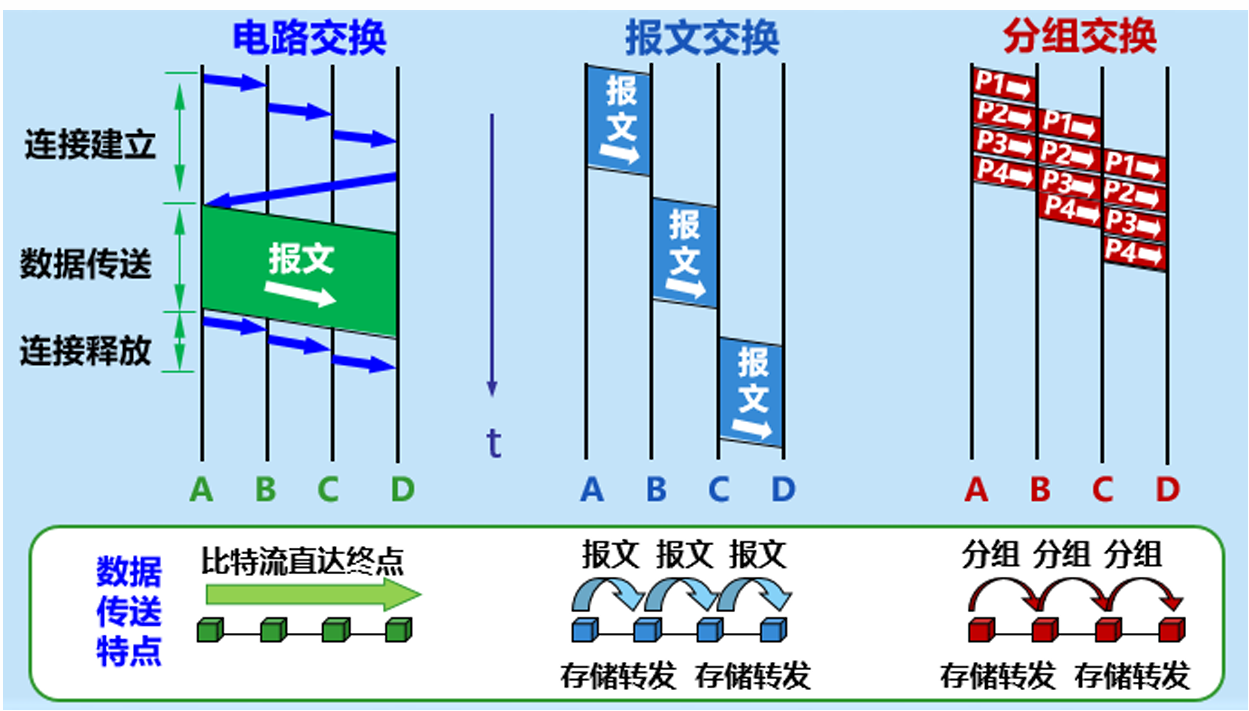 电路交换
报文交换
分组交换
连接建立
数据传送
连接释放
报文
t
报文
报文
报文
P1
P2
P3
P4
P1
P2
P3
P4
P1
P2
P3
P4
A B C D
A B C D
A B C D
数据
传送
特点
比特流直达终点
报文 报文 报文
存储转发 存储转发
分组 分组 分组
存储转发 存储转发